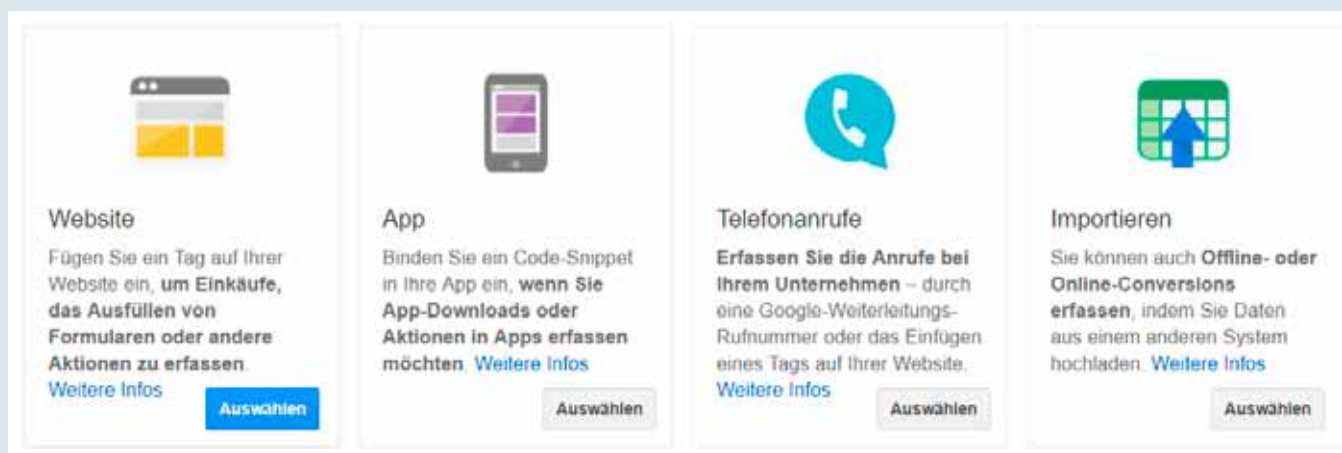 Website
Fügen Sie ein Tag auf Ihrer
Website ein, um Einkäufe,
das Ausfüllen von
Formularen oder andere
Aktionen zu erfassen.
Weitere Infos
Auswählen
App
Binden Sie ein Code-Snippet
in Ihre App ein, wenn Sie
App-Downloads oder
Aktionen in Apps erfassen
möchten. Weitere Infos
Auswählen
Telefonanrufe
Erfassen Sie die Anrufe bei
Ihrem Unternehmen – durch
eine Google-Weiterleitungs-
Rufnummer oder das Einfügen
eines Tags auf Ihrer Website.
Weitere Infos
Auswählen
Importieren
Sie können auch Offline- oder
Online-Conversions
erfassen, indem Sie Daten
aus einem anderen System
hochladen. Weitere Infos
Auswählen